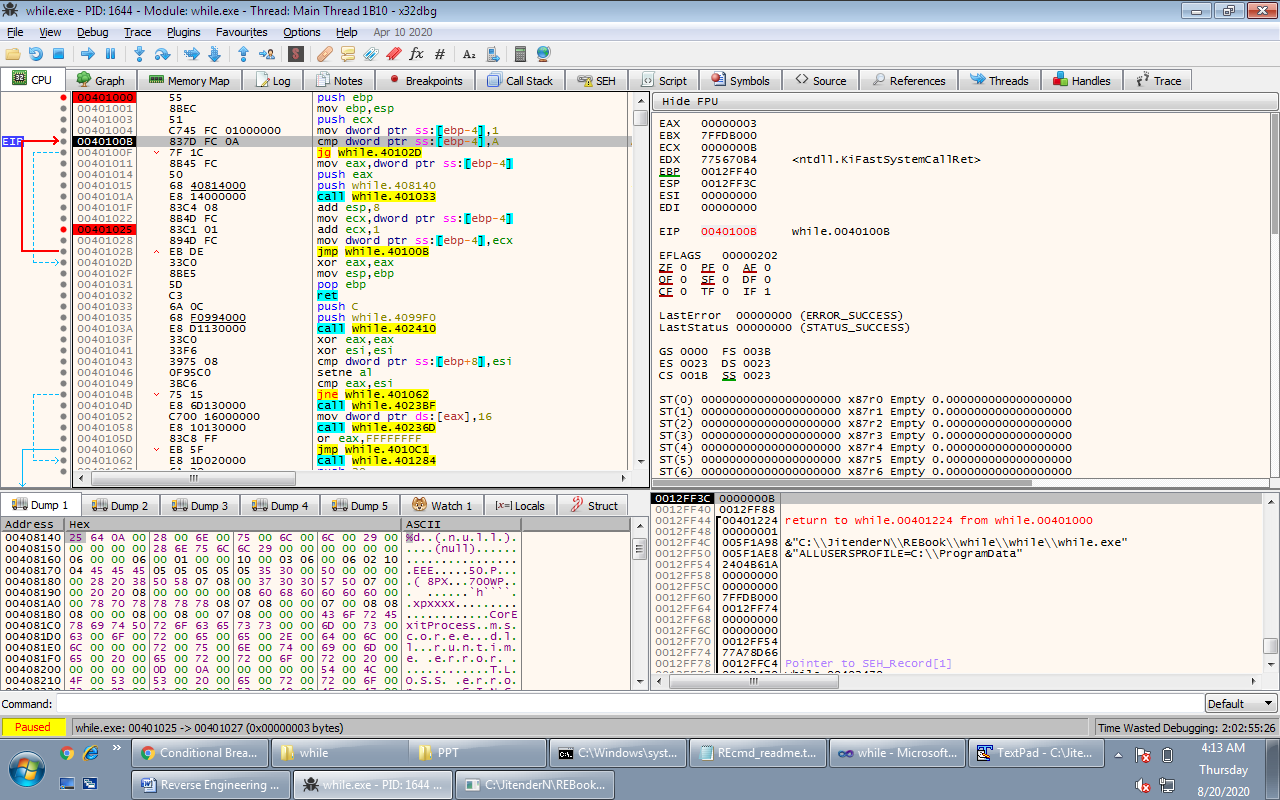 while.exe - PID: 1644 - Module: while.exe - Thread: Main Thread 1B10 - x32dbg
File View Debug Trace Plugins Favourites Options Help Apr 10 2020
CPU Graph Memory Map Log Notes Breakpoints Call Stack SEH Script Symbols Source References Threads Handles Trace
EIP
00401000 55 push ebp
00401001 8BEC mov ebp,esp
00401003 51 push ecx
00401004 C745 FC 01000000 mov dword ptr ss:[ebp-4],1
0040100B 837D FC 0A cmp dword ptr ss:[ebp-4],A
0040100F 7F 1C jg while.40102D
00401011 8B45 FC mov eax,dword ptr ss:[ebp-4]
00401014 50 push eax
00401015 68 40814000 push while.408140
0040101A E8 14000000 call while.401033
0040101F 83C4 08 add esp,8
00401022 8B4D FC mov ecx,dword ptr ss:[ebp-4]
00401025 83C1 01 add ecx,1
00401028 894D FC mov dword ptr ss:[ebp-4],ecx
0040102B EB DE jmp while.40100B
0040102D 33C0 xor eax,eax
0040102F 8BE5 mov esp,ebp
00401031 5D pop ebp
00401032 C3 ret
00401033 6A 0C push C
00401035 68 F0994000 push while.4099F0
0040103A E8 D1130000 call while.402410
0040103F 33C0 xor eax,eax
00401041 33F6 xor esi,esi
00401043 3975 08 cmp dword ptr ss:[ebp+8],esi
00401046 0F95C0 setne al
00401049 3BC6 cmp eax,esi
0040104B 75 15 jne while.401062
0040104D E8 6D130000 call while.4023BF
00401052 C700 16000000 mov dword ptr ds:[eax],16
00401058 E8 10130000 call while.40236D
0040105D 83C8 FF or eax,FFFFFFFF
00401060 EB 5F jmp while.4010C1
00401062 E8 1D020000 call while.401284
Hide FPU
EAX 00000003
EBX 7FFDB000
ECX 0000000B
EDX 775670B4 <ntdll.KiFastSystemCallRet>
EBP 0012FF40
ESP 0012FF3C
ESI 00000000
EDI 00000000
EIP 0040100B while.0040100B
EFLAGS 00000202
ZF 0 PF 0 AF 0
OF 0 SF 0 DF 0
CF 0 TF 0 IF 1
LastError 00000000 (ERROR_SUCCESS)
LastStatus 00000000 (STATUS_SUCCESS)
GS 0000 FS 003B
ES 0023 DS 0023
CS 001B SS 0023
ST(0) 00000000000000000000 x87r0 Empty 0.000000000000000000
ST(1) 00000000000000000000 x87r1 Empty 0.000000000000000000
ST(2) 00000000000000000000 x87r2 Empty 0.000000000000000000
ST(3) 00000000000000000000 x87r3 Empty 0.000000000000000000
ST(4) 00000000000000000000 x87r4 Empty 0.000000000000000000
ST(5) 00000000000000000000 x87r5 Empty 0.000000000000000000
ST(6) 00000000000000000000 x87r6 Empty 0.000000000000000000
Dump 1 Dump 2 Dump 3 Dump 4 Dump 5 Watch 1 Locals Struct
Address Hex ASCII
00408140 25 64 0A 00 28 00 6E 00 75 00 6C 00 6C 00 29 00 %d..(.n.u.l.l.).
00408150 00 00 00 00 28 6E 75 6C 6C 29 00 00 00 00 00 00 ....(null)......
00408160 06 00 00 06 00 01 00 00 10 00 03 06 00 06 02 10 ................
00408170 04 45 45 45 05 05 05 05 05 35 30 00 50 00 00 00 .EEE.....50.P...
00408180 00 28 20 38 50 58 07 08 00 37 30 30 57 50 07 00 .( 8PX...700WP..
00408190 00 20 20 08 00 00 00 00 08 60 68 60 60 60 60 00 . ......`h````.
004081A0 00 78 70 78 78 78 78 08 07 08 00 00 07 00 08 08 .xpxxxx.........
004081B0 08 00 00 08 00 08 00 07 08 00 00 00 43 6F 72 45 ............CorE
004081C0 78 69 74 50 72 6F 63 65 73 73 00 00 6D 00 73 00 xitProcess..m.s.
004081D0 63 00 6F 00 72 00 65 00 65 00 2E 00 64 00 6C 00 c.o.r.e.e...d.l.
004081E0 6C 00 00 00 72 00 75 00 6E 00 74 00 69 00 6D 00 l...r.u.n.t.i.m.
004081F0 65 00 20 00 65 00 72 00 72 00 6F 00 72 00 20 00 e. .e.r.r.o.r. .
00408200 00 00 00 00 0D 00 0A 00 00 00 00 00 54 00 4C 00 ............T.L.
00408210 4F 00 53 00 53 00 20 00 65 00 72 00 72 00 6F 00 O.S.S. .e.r.r.o.
0012FF3C 0000000B
0012FF40 0012FF88
0012FF44 00401224 return to while.00401224 from while.00401000
0012FF48 00000001
0012FF4C 005F1A98 &"C:\\JitenderN\\REBook\\while\\while\\while.exe"
0012FF50 005F1AE8 &"ALLUSERSPROFILE=C:\\ProgramData"
0012FF54 2404B61A
0012FF58 00000000
0012FF5C 00000000
0012FF60 7FFDB000
0012FF64 0012FF74
0012FF68 00000000
0012FF6C 00000000
0012FF70 0012FF54
0012FF74 77A78D66
0012FF78 0012FFC4 Pointer to SEH_Record[1]
Command: Default
Paused while.exe: 00401025 -> 00401027 (0x00000003 bytes) Time Wasted Debugging: 2:02:55:26
Conditional Brea... while PPT C:\Windows\syst... REcmd_readme.t... while - Microsoft... TextPad - C:\Jite...
Reverse Engineering ... while.exe - PID: 1644 ... C:\JitenderN\REBook...
4:13 AM
Thursday
8/20/2020